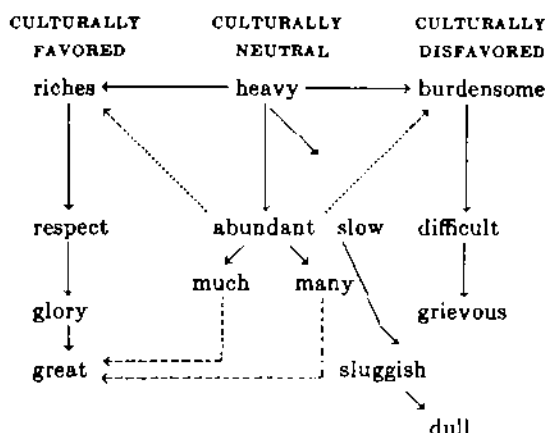 CULTURALLY CULTURALLY CULTURALLY
FAVORED NEUTRAL DISFAVORED
riches heavy burdensome
respect abundant slow difficult
much many
glory grievous
great sluggish
dull